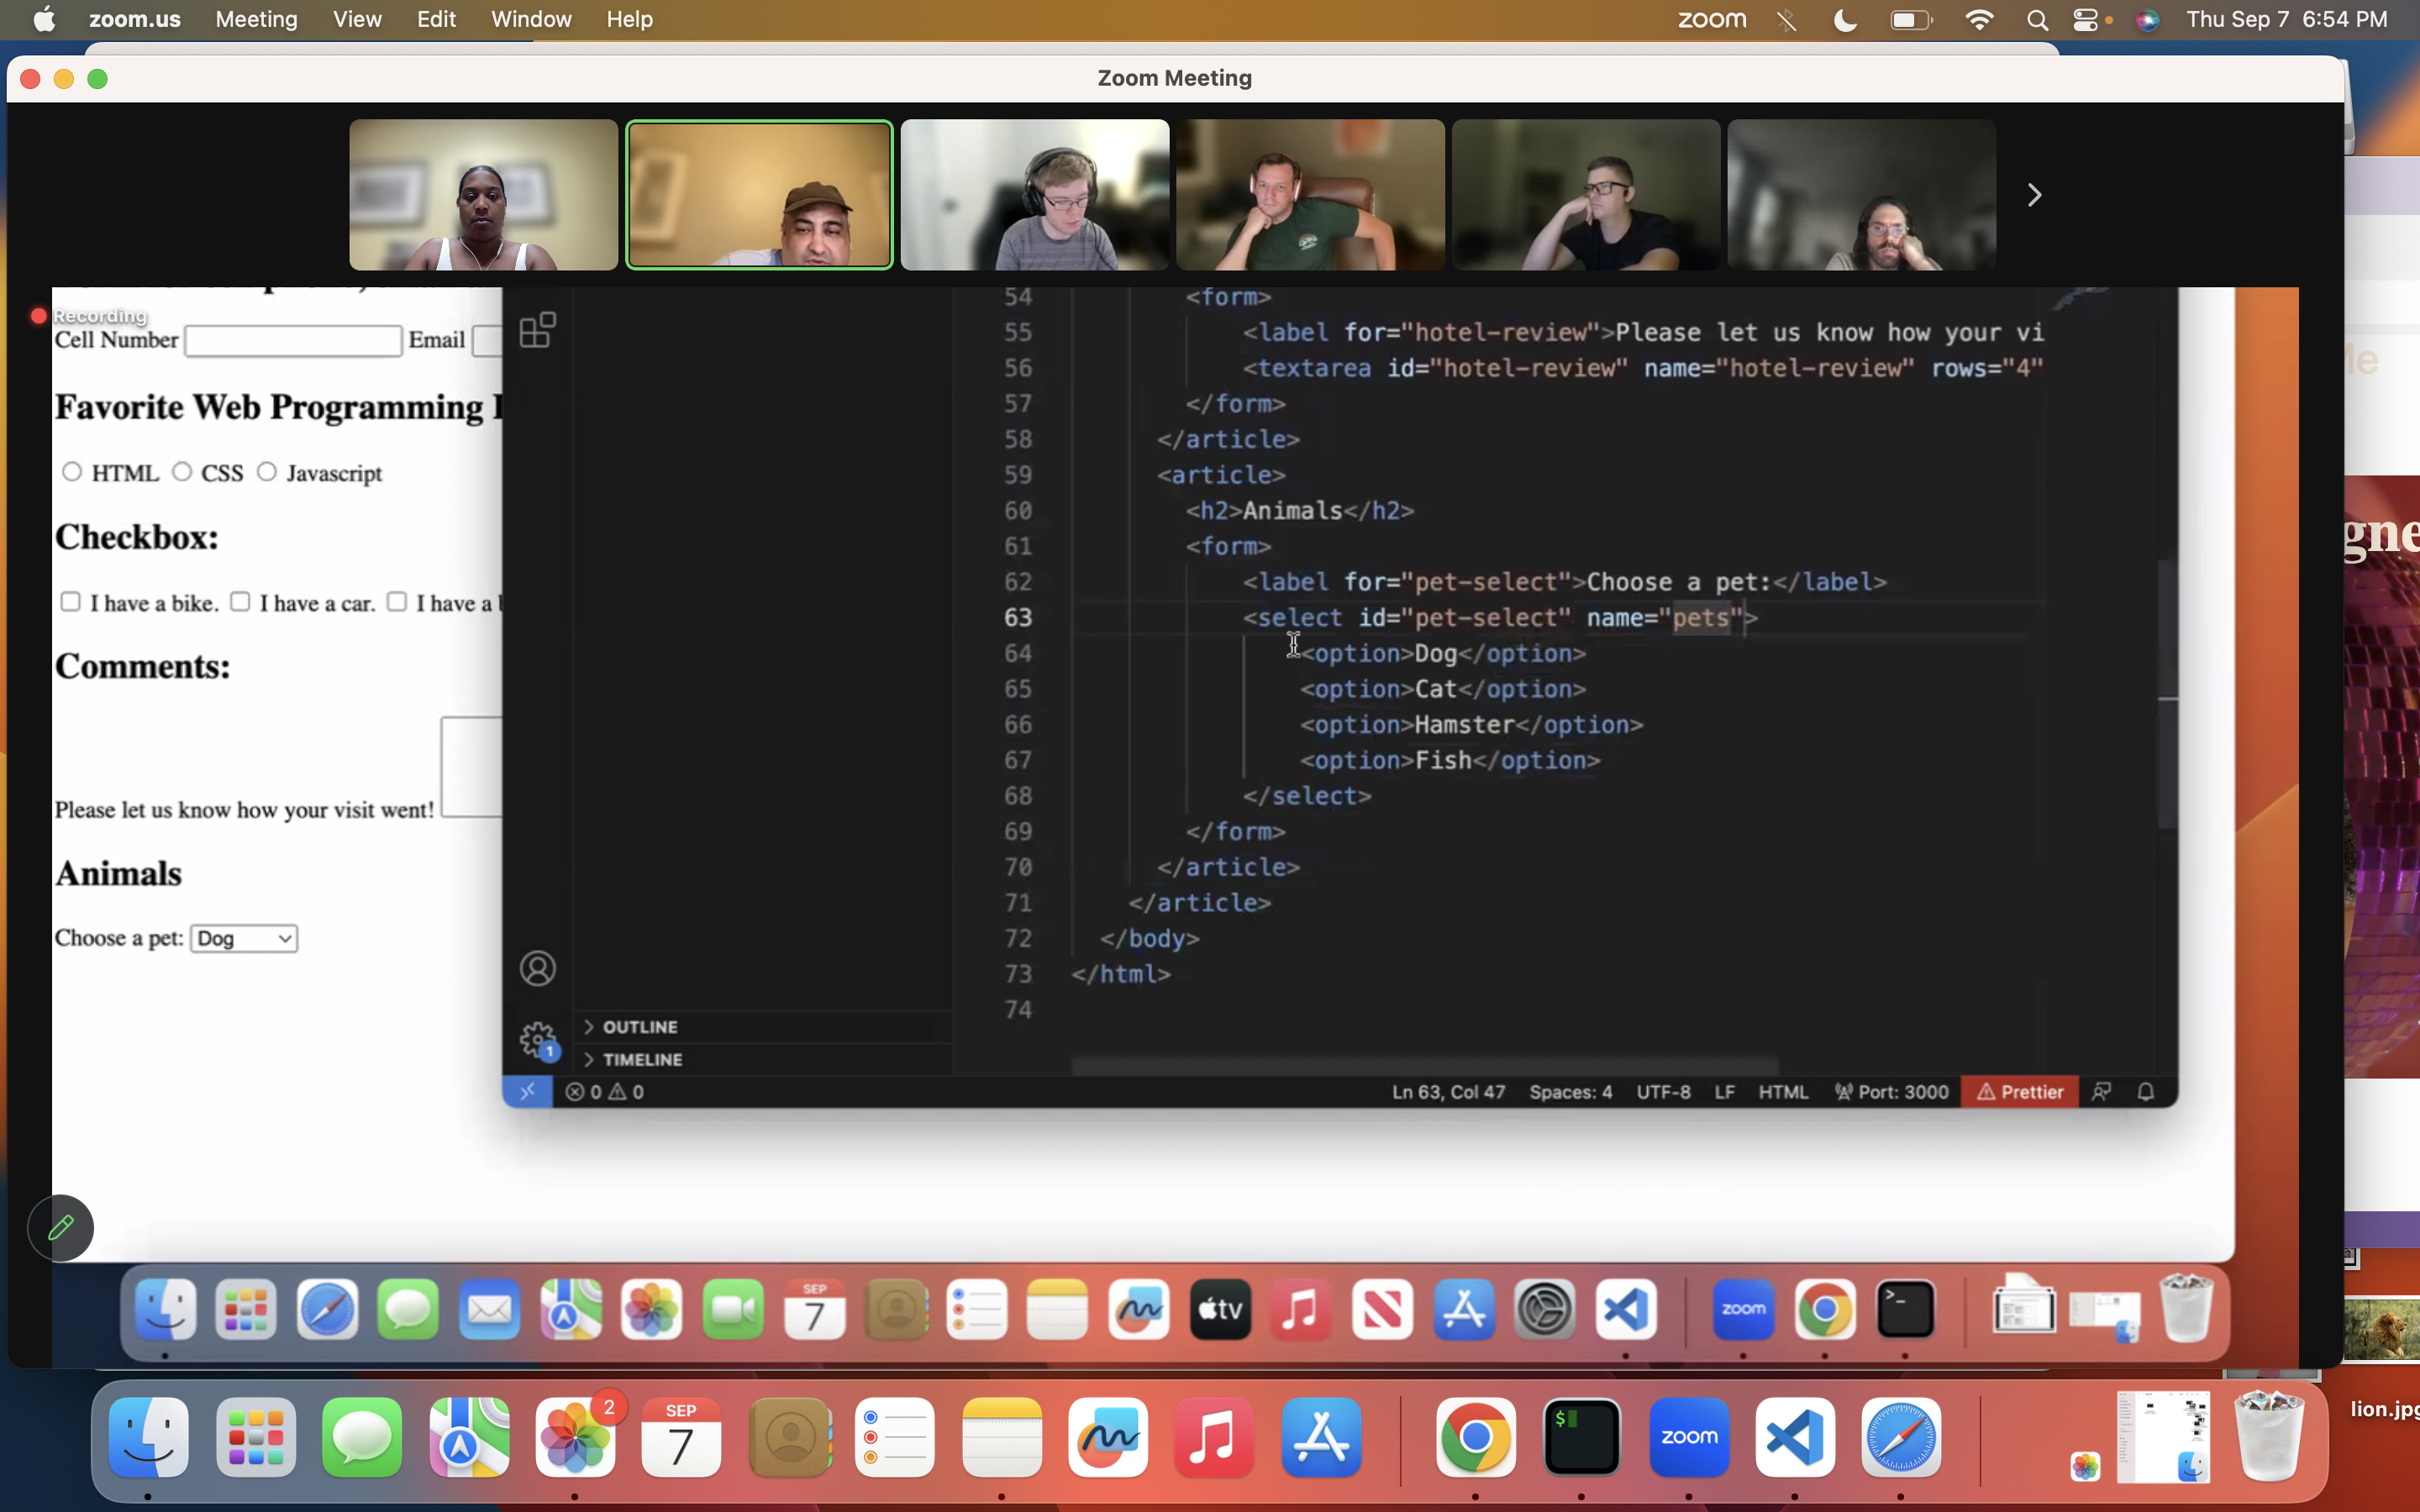 zoom.us Meeting View Edit Window Help zoom Thu Sep 7 6:54 PM
Zoom Meeting
Recording
Cell Number Email
Favorite Web Programming
HTML CSS Javascript
Checkbox:
I have a bike. I have a car. I have a
Comments:
Please let us know how your visit went!
Animals
Choose a pet: Dog
54 <form>
55 <label for="hotel-review">Please let us know how your vi
56 <textarea id="hotel-review" name="hotel-review" rows="4"
57 </form>
58 </article>
59 <article>
60 <h2>Animals</h2>
61 <form>
62 <label for="pet-select">Choose a pet:</label>
63 <select id="pet-select" name="pets">
64 <option>Dog</option>
65 <option>Cat</option>
66 <option>Hamster</option>
67 <option>Fish</option>
68 </select>
69 </form>
70 </article>
71 </article>
72 </body>
73 </html>
74
OUTLINE
TIMELINE
1
0 0 Ln 63, Col 47 Spaces: 4 UTF-8 LF HTML Port: 3000 Prettier
Me
gne
SEP
7
tv
zoom
>_
2
SEP
7
$
zoom
lion.jpg